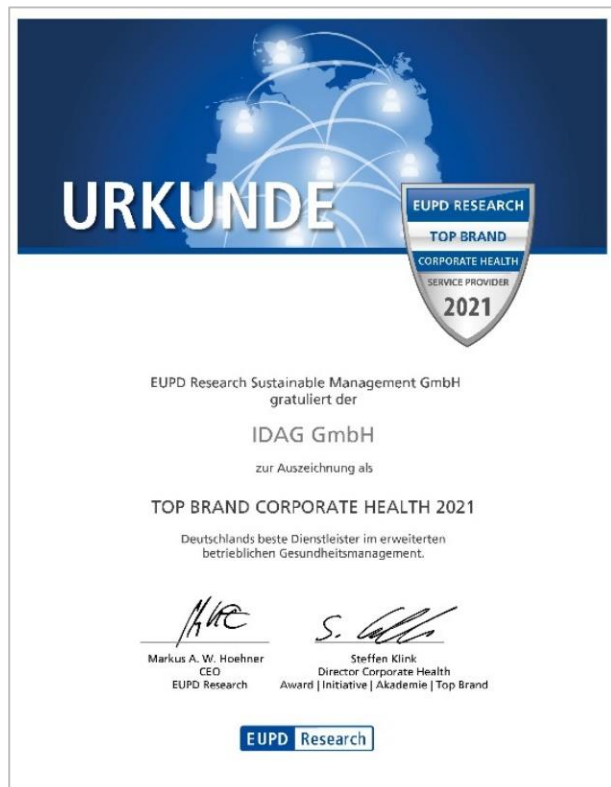 URKUNDE
EUPD RESEARCH
TOP BRAND
CORPORATE HEALTH
SERVICE PROVIDER
2021
EUPD Research Sustainable Management GmbH
gratuliert der
IDAG GmbH
zur Auszeichnung als
TOP BRAND CORPORATE HEALTH 2021
Deutschlands beste Dienstleister im erweiterten
betrieblichen Gesundheitsmanagement.
Markus A. W. Hoehner
CEO
EUPD Research
Steffen Klink
Director Corporate Health
Award | Initiative | Akademie | Top Brand
EUPD Research